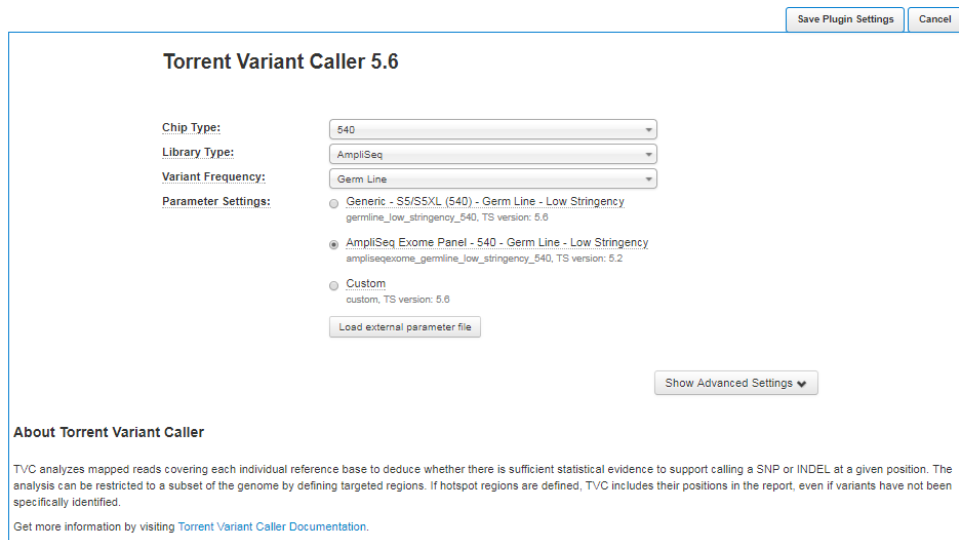 Save Plugin Settings Cancel
Torrent Variant Caller 5.6
Chip Type: 540
Library Type: AmpliSeq
Variant Frequency: Germ Line
Parameter Settings: Generic - S5/S5XL (540) - Germ Line - Low Stringency
germline_low_stringency_540, TS version: 5.6
AmpliSeq Exome Panel - 540 - Germ Line - Low Stringency
ampliseqexome_germline_low_stringency_540, TS version: 5.2
Custom
custom, TS version: 5.6
Load external parameter file
Show Advanced Settings
About Torrent Variant Caller
TVC analyzes mapped reads covering each individual reference base to deduce whether there is sufficient statistical evidence to support calling a SNP or INDEL at a given position. The
analysis can be restricted to a subset of the genome by defining targeted regions. If hotspot regions are defined, TVC includes their positions in the report, even if variants have not been
specifically identified.
Get more information by visiting Torrent Variant Caller Documentation.